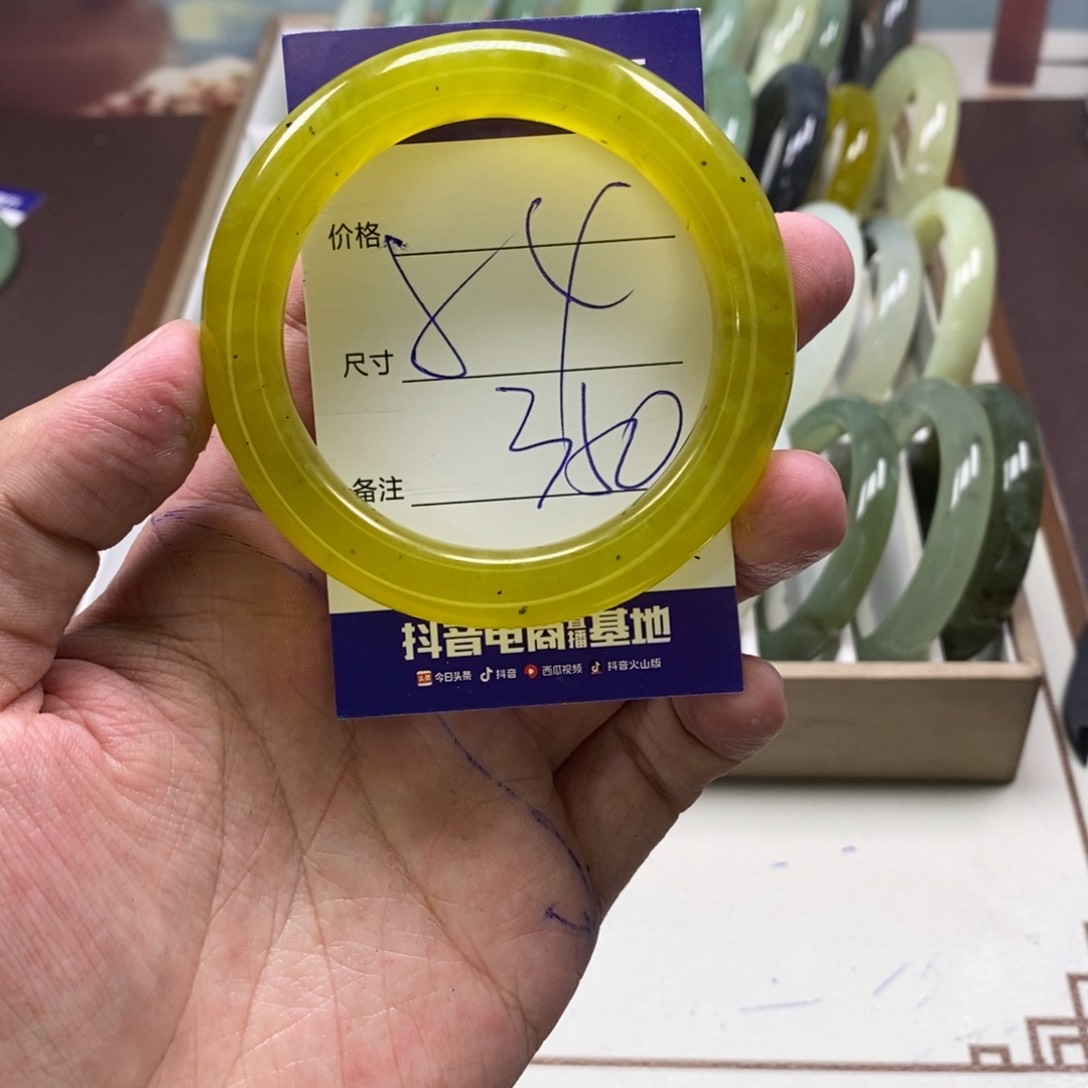 价格
84
尺寸
380
备注
抖音电商直播基地
今日头条 抖音 西瓜视频 抖音火山版